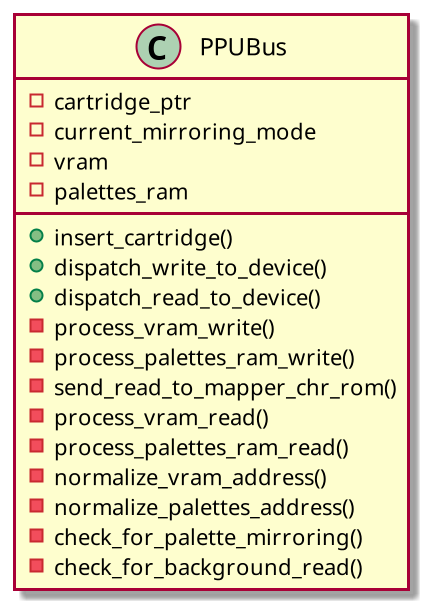 C PPUBus
cartridge_ptr
current_mirroring_mode
vram
palettes_ram
insert_cartridge()
dispatch_write_to_device()
dispatch_read_to_device()
process_vram_write()
process_palettes_ram_write()
send_read_to_mapper_chr_rom()
process_vram_read()
process_palettes_ram_read()
normalize_vram_address()
normalize_palettes_address()
check_for_palette_mirroring()
check_for_background_read()